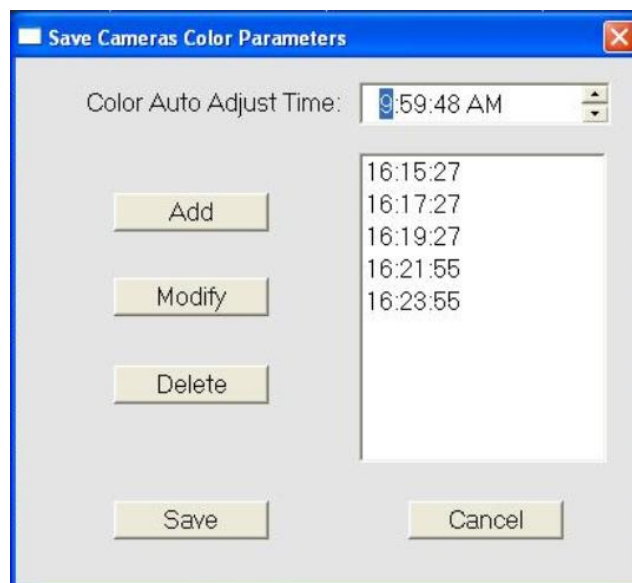 Save Cameras Color Parameters
Color Auto Adjust Time: 9:59:48 AM
16:15:27
16:17:27
16:19:27
16:21:55
16:23:55
Add
Modify
Delete
Save Cancel